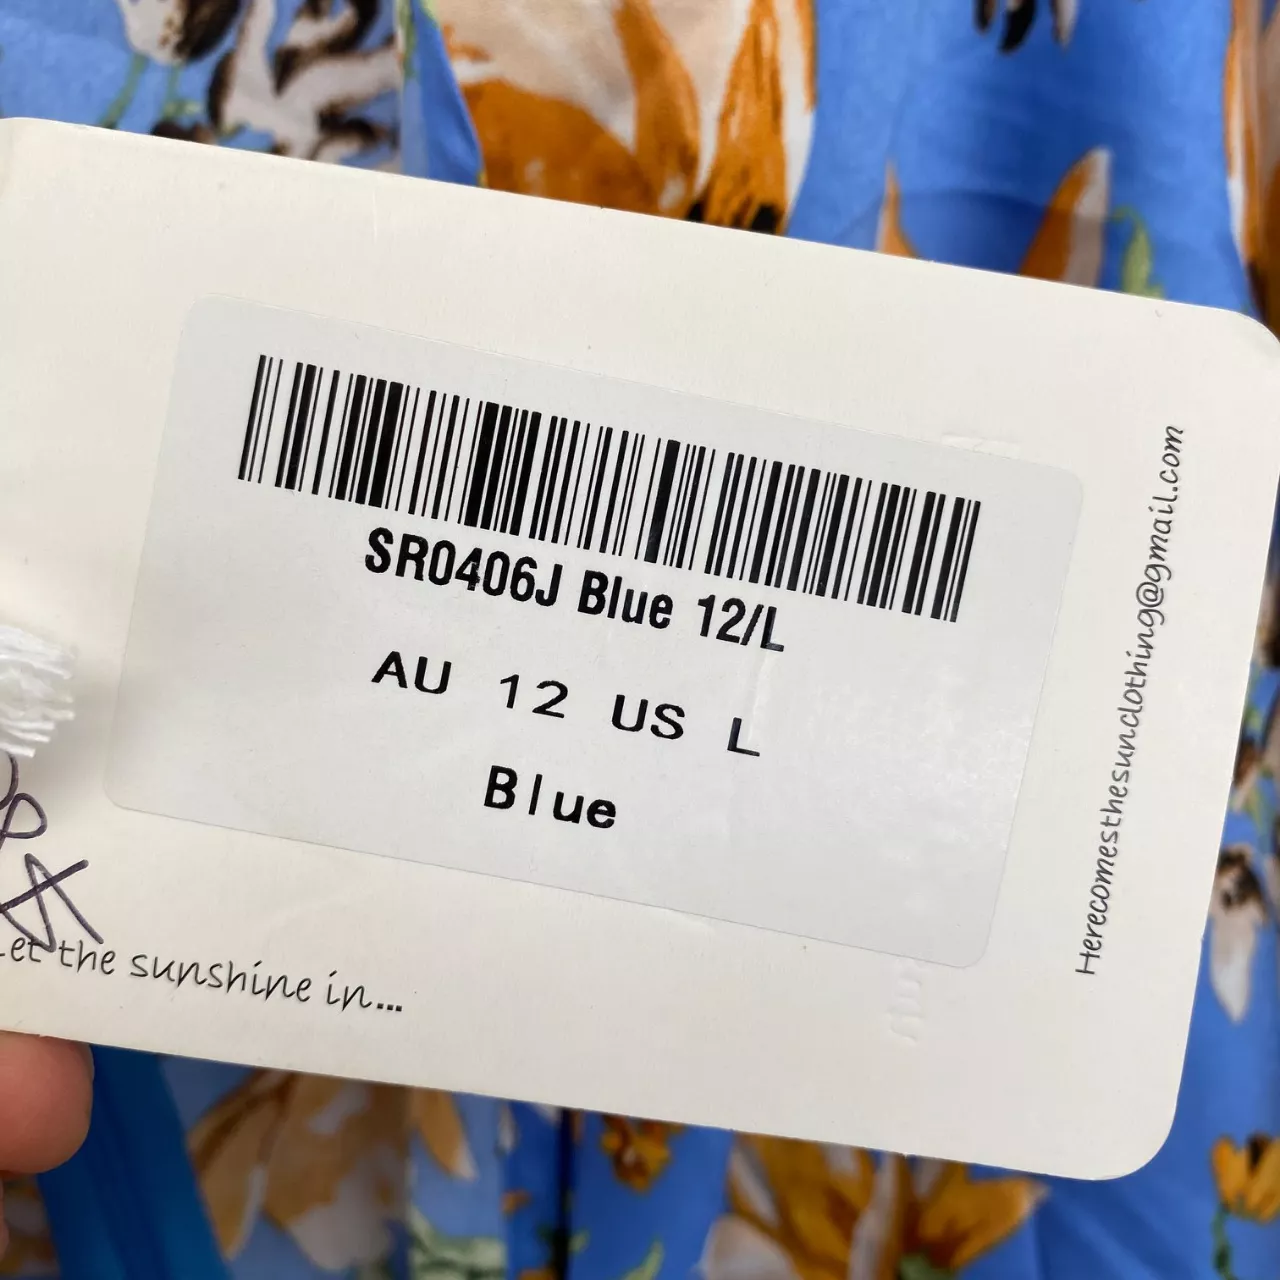 SR0406J Blue 12/L
AU 12 US L
Blue
Let the sunshine in...
Herecomesthesunclothing@gmail.com